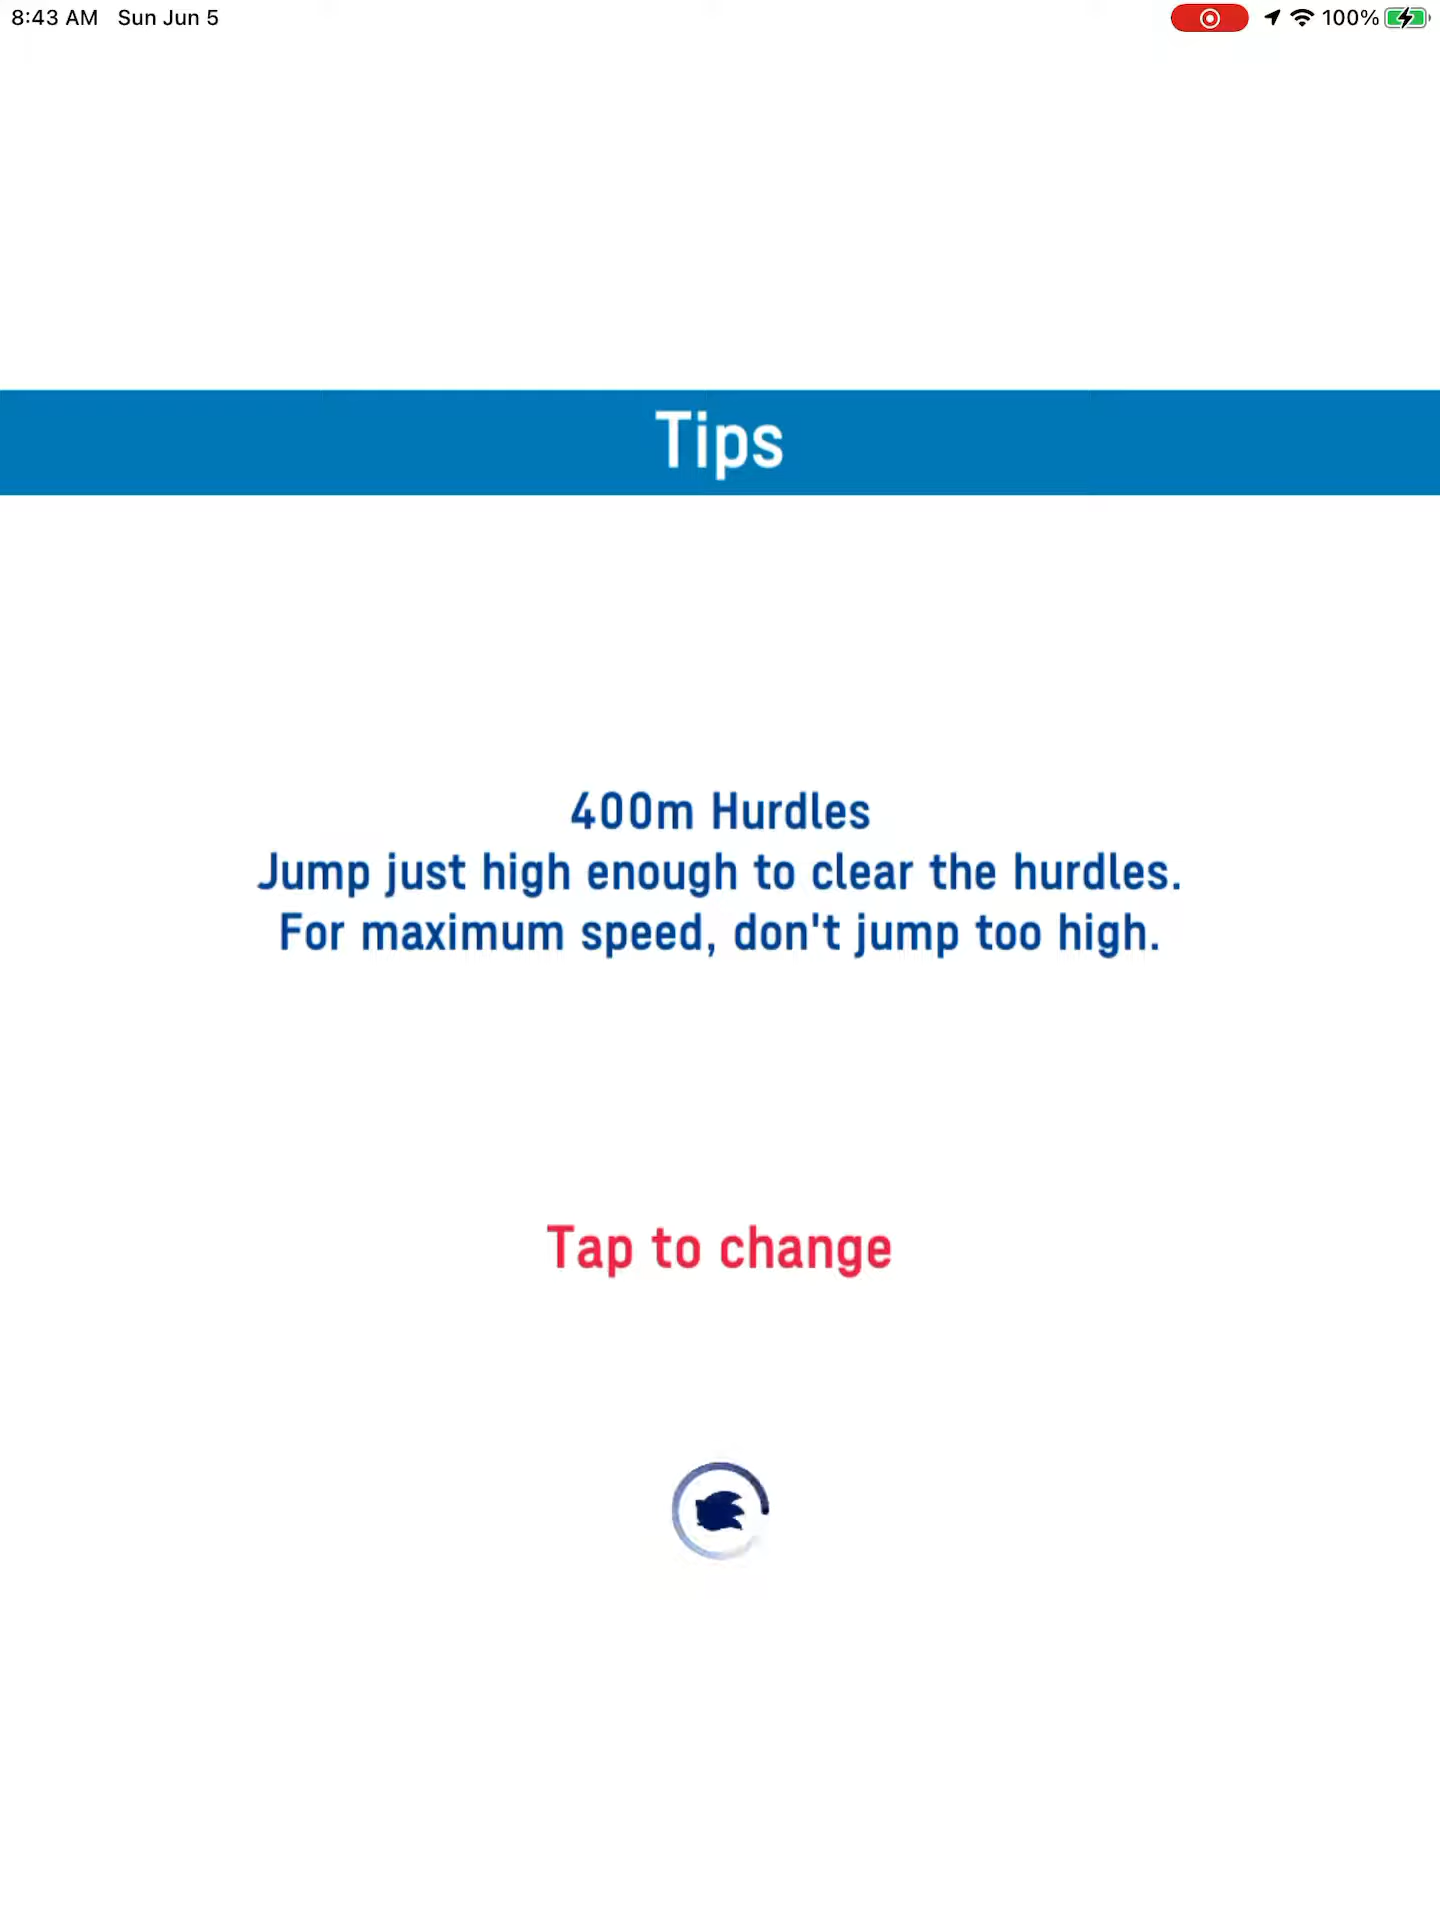 8:43 AM Sun Jun 5 100%
Tips
400m Hurdles
Jump just high enough to clear the hurdles.
For maximum speed, don't jump too high.
Tap to change